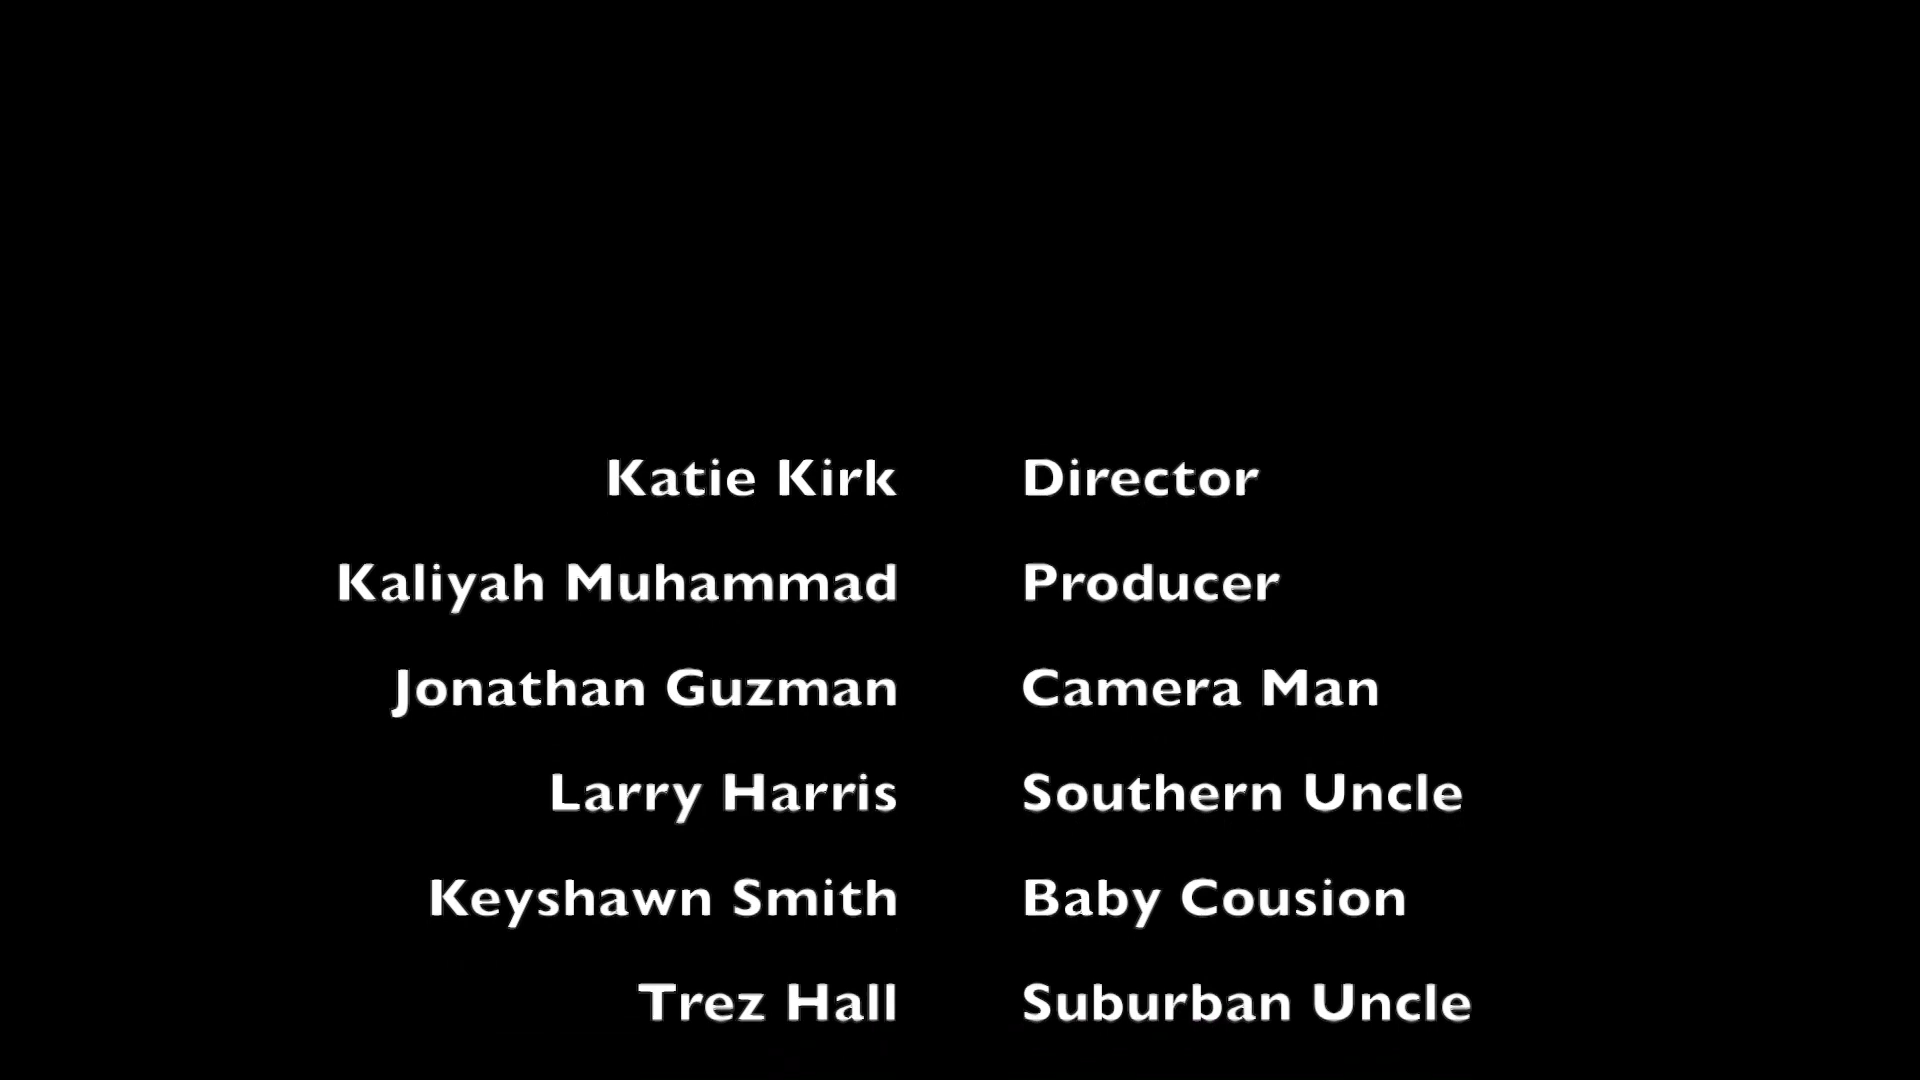 Katie Kirk Director
Kaliyah Muhammad Producer
Jonathan Guzman Camera Man
Larry Harris Southern Uncle
Keyshawn Smith Baby Cousion
Trez Hall Suburban Uncle